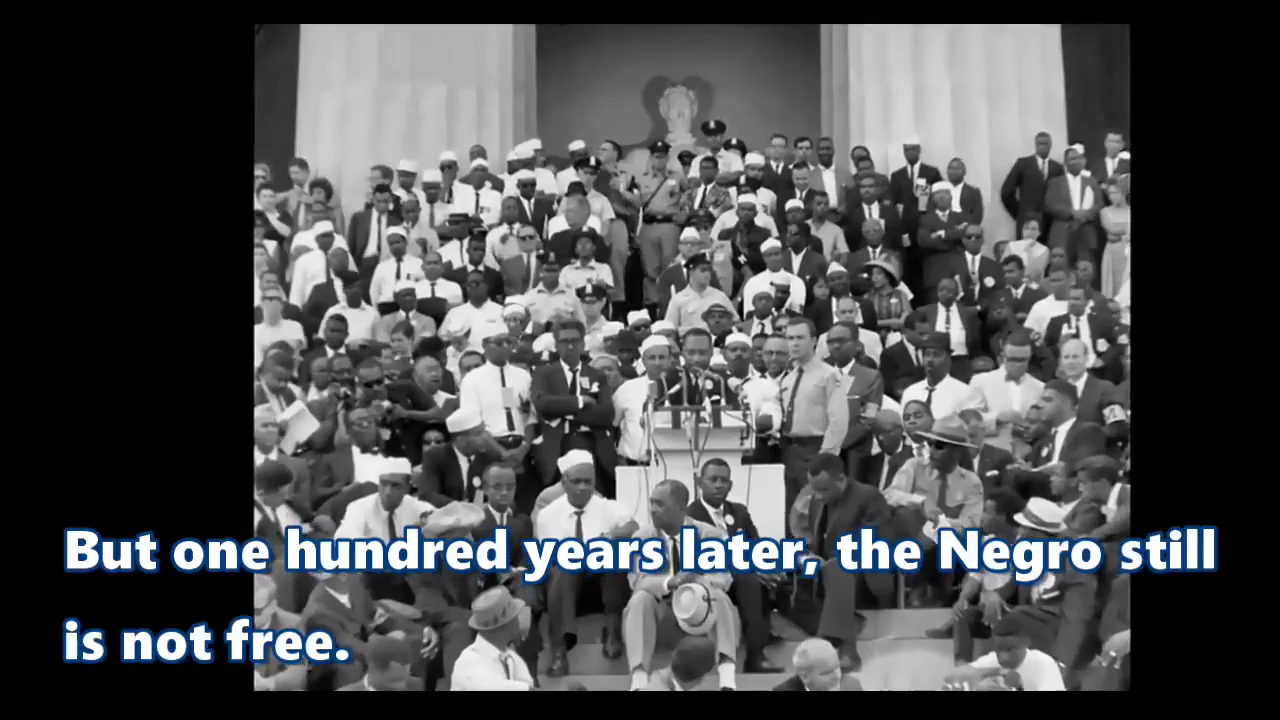 But one hundred years later, the Negro still
is not free.